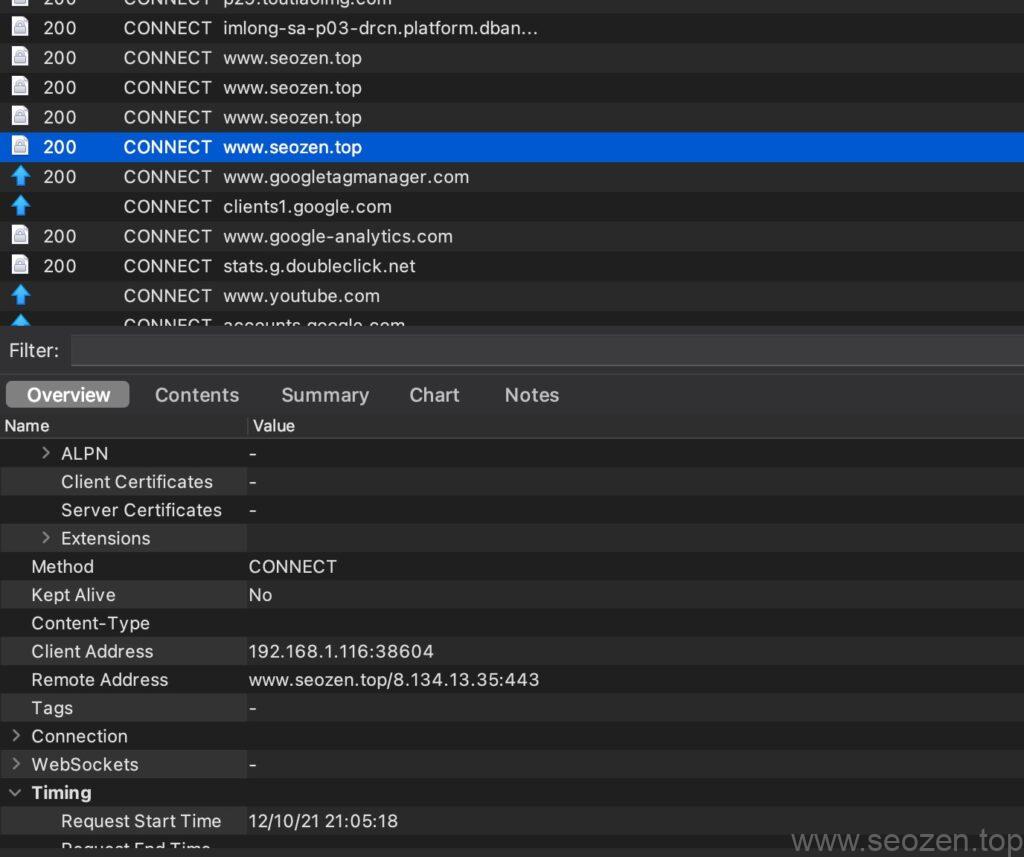 200 CONNECT p29.toutiaoimg.com
200 CONNECT imlong-sa-p03-drcn.platform.dban...
200 CONNECT www.seozen.top
200 CONNECT www.seozen.top
200 CONNECT www.seozen.top
200 CONNECT www.seozen.top
200 CONNECT www.googletagmanager.com
CONNECT clients1.google.com
200 CONNECT www.google-analytics.com
200 CONNECT stats.g.doubleclick.net
CONNECT www.youtube.com
CONNECT accounts.google.com
Filter:
Overview Contents Summary Chart Notes
Name Value
ALPN -
Client Certificates -
Server Certificates -
Extensions
Method CONNECT
Kept Alive No
Content-Type
Client Address 192.168.1.116:38604
Remote Address www.seozen.top/8.134.13.35:443
Tags -
Connection
WebSockets -
Timing
Request Start Time 12/10/21 21:05:18
Request End Time
www.seozen.top